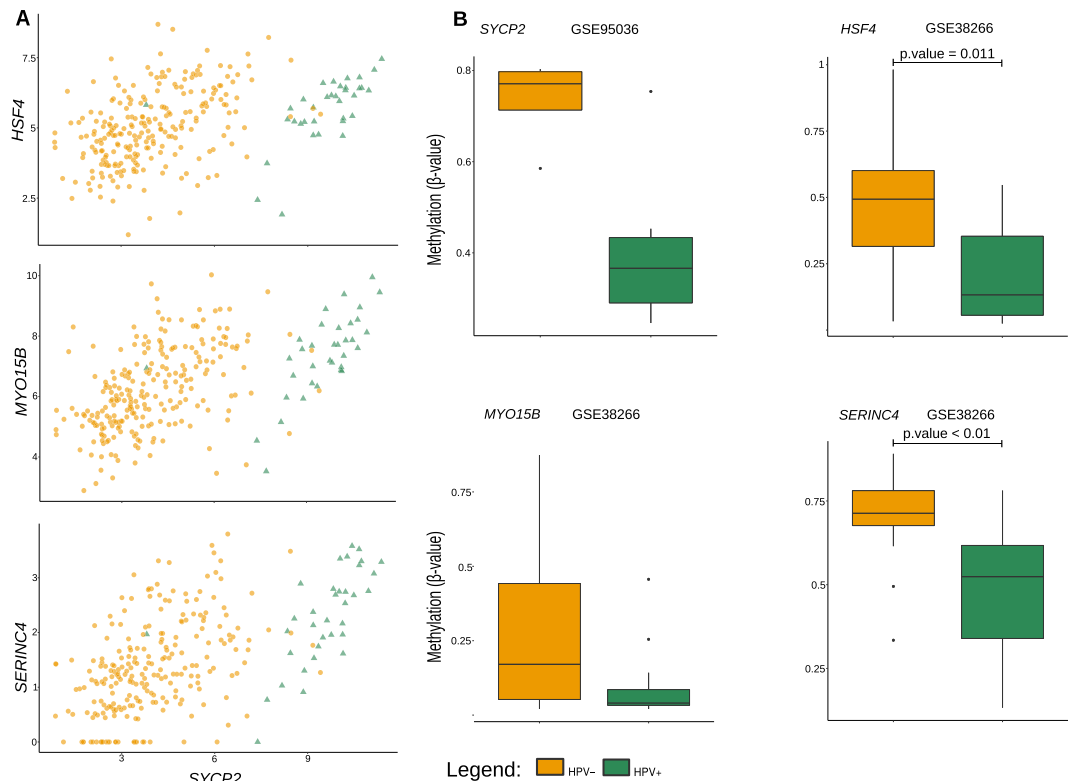 A
HSF4
7.5
5.0
2.5
MYO15B
10
8
6
4
SERINC4
3
2
1
0
3
6
9
SYCP2
B
SYCP2 GSE95036
Methylation (β-value)
0.8
0.6
0.4
HSF4 GSE38266
p.value = 0.011
1
0.75
0.5
0.25
0
MYO15B GSE38266
Methylation (β-value)
0.75
0.5
0.25
0
SERINC4 GSE38266
p.value < 0.01
0.75
0.5
0.25
Legend: HPV− HPV+